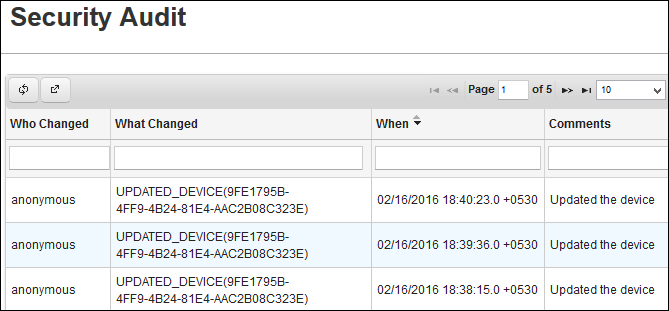 Security Audit
Page 1 of 5 10
Who Changed What Changed When Comments
anonymous UPDATED_DEVICE(9FE1795B-
4FF9-4B24-81E4-AAC2B08C323E) 02/16/2016 18:40:23.0 +0530 Updated the device
anonymous UPDATED_DEVICE(9FE1795B-
4FF9-4B24-81E4-AAC2B08C323E) 02/16/2016 18:39:36.0 +0530 Updated the device
anonymous UPDATED_DEVICE(9FE1795B-
4FF9-4B24-81E4-AAC2B08C323E) 02/16/2016 18:38:15.0 +0530 Updated the device